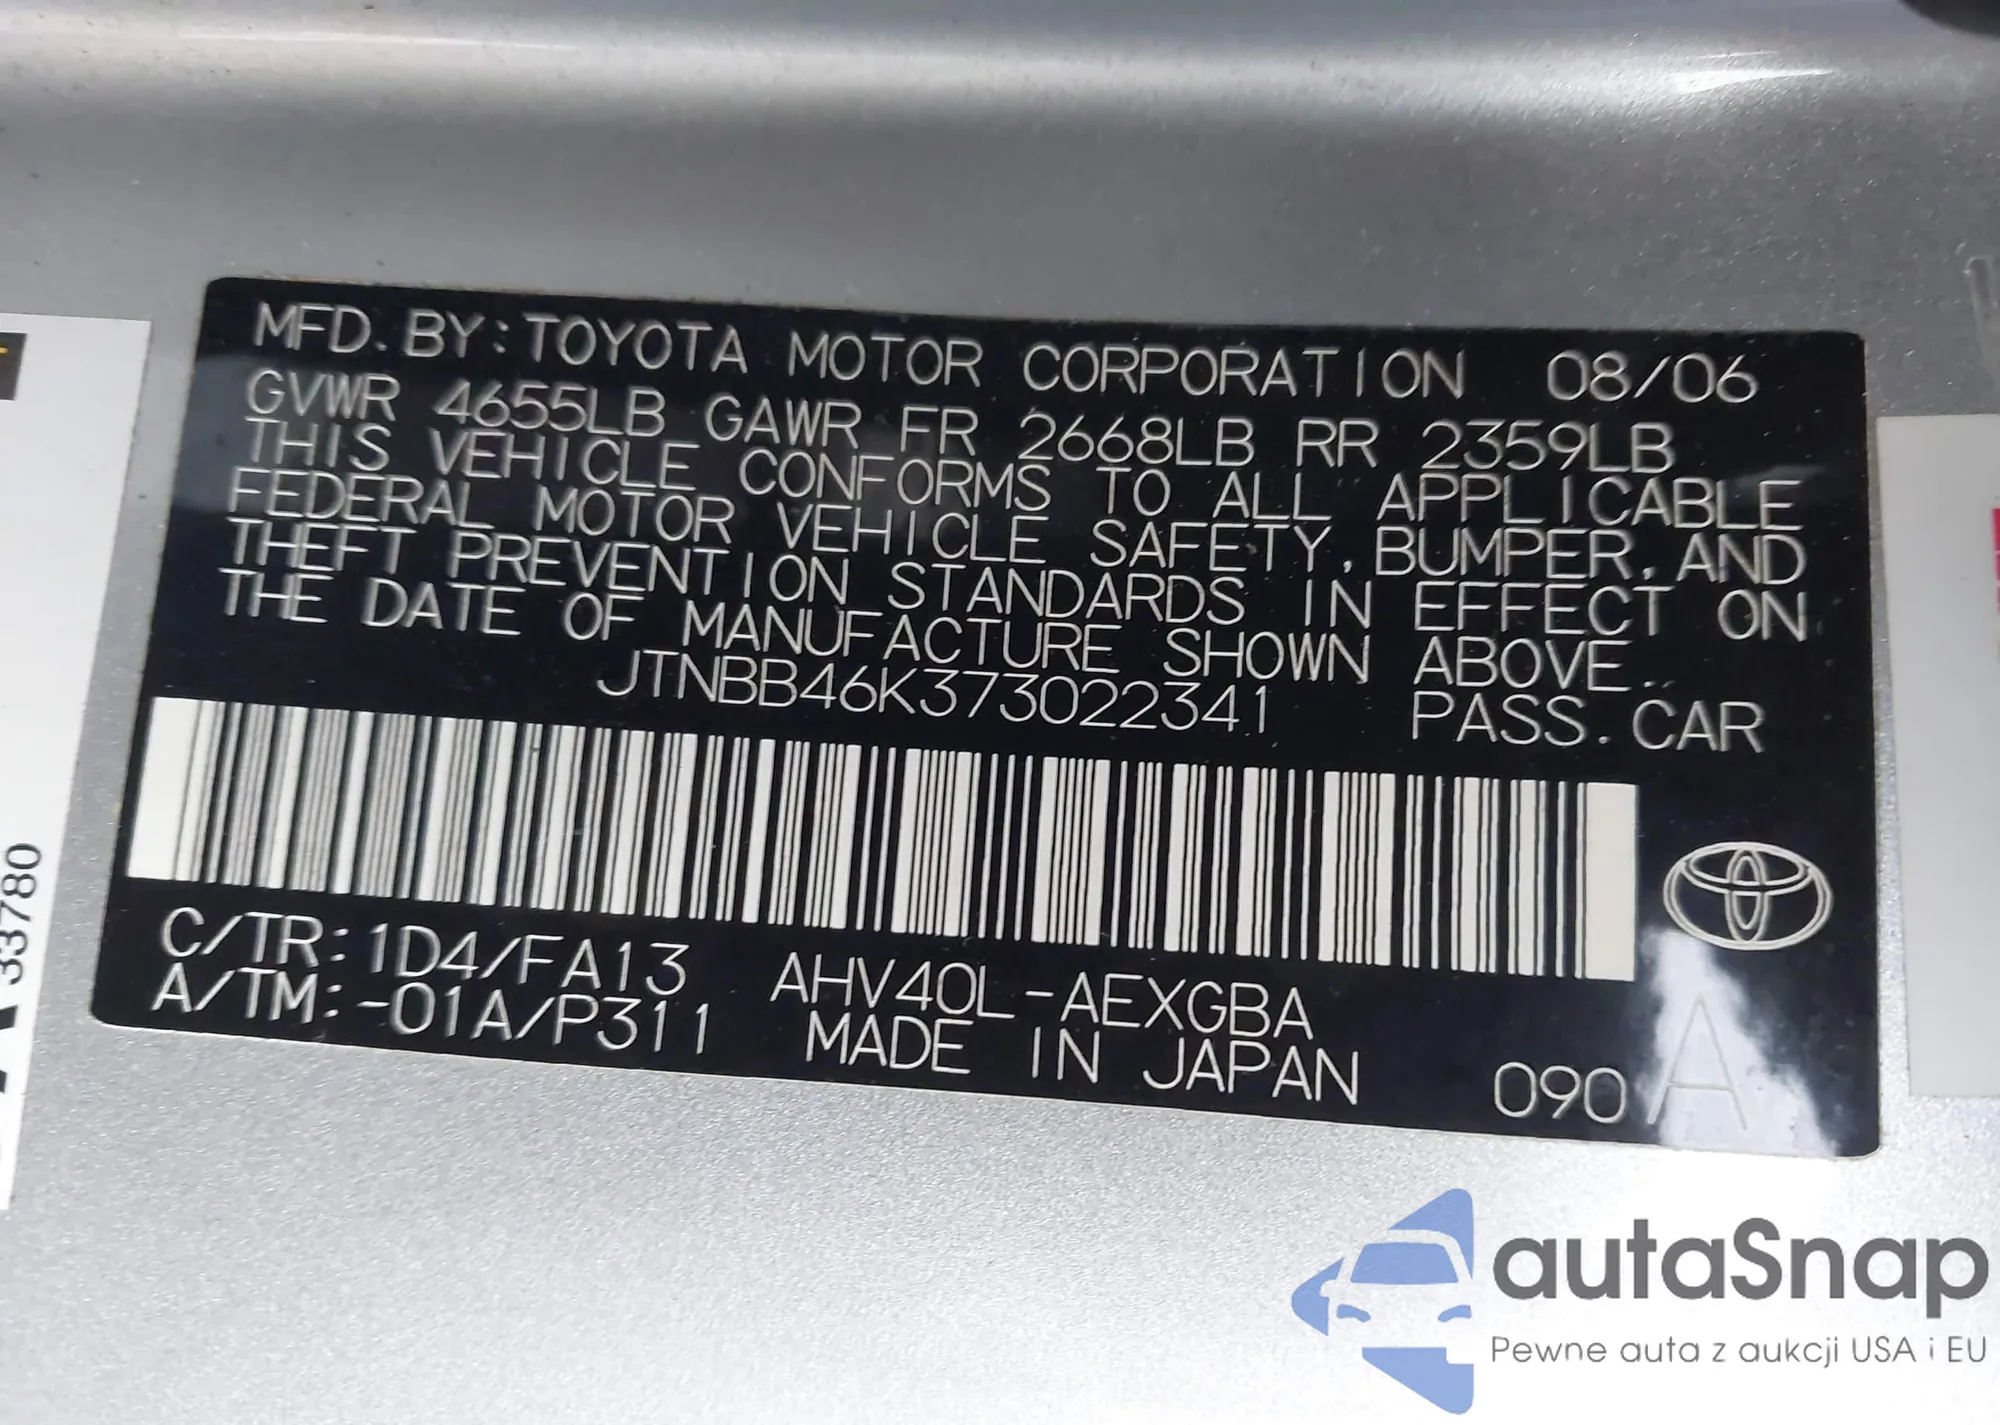 MFD. BY: TOYOTA MOTOR CORPORATION 08/06
GVWR 4655LB GAWR FR 2668LB RR 2359LB
THIS VEHICLE CONFORMS TO ALL APPLICABLE
FEDERAL MOTOR VEHICLE SAFETY, BUMPER, AND
THEFT PREVENTION STANDARDS IN EFFECT ON
THE DATE OF MANUFACTURE SHOWN ABOVE.
JTNBB46K373022341 PASS. CAR
C/TR: 1D4/FA13 AHV40L-AEXGBA
A/TM: -01A/P311 MADE IN JAPAN
090 A
33780
autaSnap
Pewne auta z aukcji USA i EU